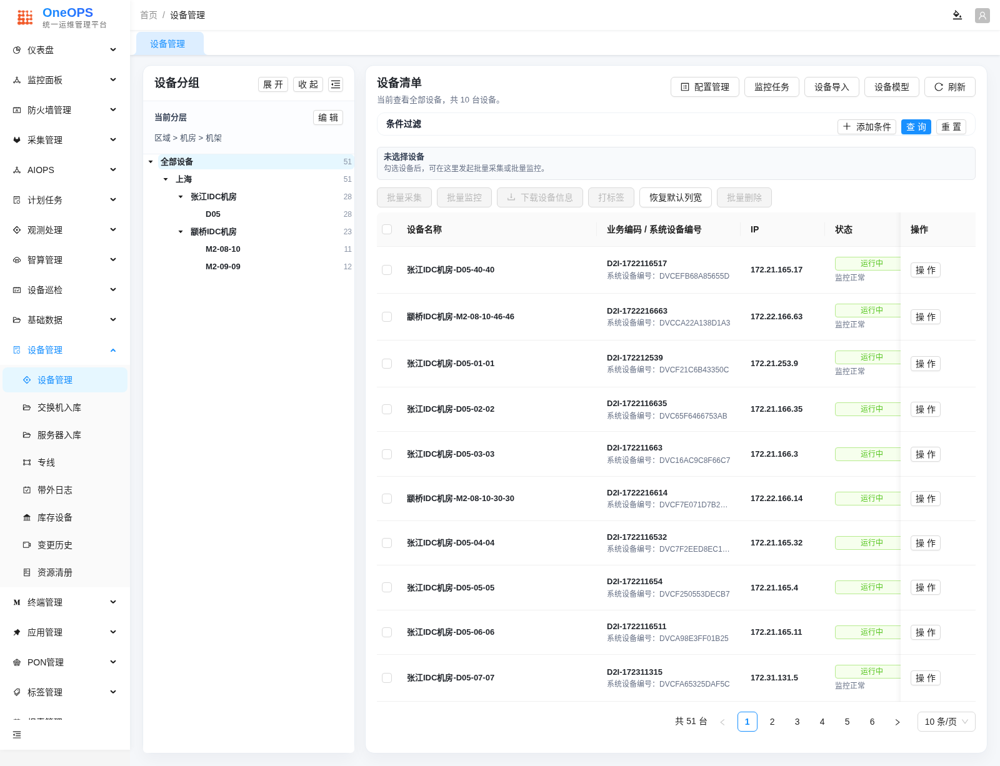 OneOPS
统一运维管理平台
首页 / 设备管理
设备管理
仪表盘
监控面板
防火墙管理
采集管理
AIOPS
计划任务
观测处理
智算管理
设备巡检
基础数据
设备管理
设备管理
交换机入库
服务器入库
专线
带外日志
库存设备
变更历史
资源清册
终端管理
应用管理
PON管理
标签管理
设备分组
展 开 收 起
当前分层 编 辑
区域 > 机房 > 机架
全部设备 51
上海 51
张江IDC机房 28
D05 28
颛桥IDC机房 23
M2-08-10 11
M2-09-09 12
设备清单
当前查看全部设备，共 10 台设备。
配置管理 监控任务 设备导入 设备模型 刷新
条件过滤 添加条件 查 询 重 置
未选择设备
勾选设备后，可在这里发起批量采集或批量监控。
批量采集 批量监控 下载设备信息 打标签 恢复默认列宽 批量删除
设备名称 业务编码 / 系统设备编号 IP 状态 操作
张江IDC机房-D05-40-40 D2I-1722116517 172.21.165.17 运行中 操 作
系统设备编号：DVCEFB68A85655D 监控正常
颛桥IDC机房-M2-08-10-46-46 D2I-1722216663 172.22.166.63 运行中 操 作
系统设备编号：DVCCA22A138D1A3 监控正常
张江IDC机房-D05-01-01 D2I-172212539 172.21.253.9 运行中 操 作
系统设备编号：DVCF21C6B43350C 监控正常
张江IDC机房-D05-02-02 D2I-1722116635 172.21.166.35 运行中 操 作
系统设备编号：DVC65F6466753AB
张江IDC机房-D05-03-03 D2I-172211663 172.21.166.3 运行中 操 作
系统设备编号：DVC16AC9C8F66C7
颛桥IDC机房-M2-08-10-30-30 D2I-1722216614 172.22.166.14 运行中 操 作
系统设备编号：DVCF7E071D7B2…
张江IDC机房-D05-04-04 D2I-1722116532 172.21.165.32 运行中 操 作
系统设备编号：DVC7F2EED8EC1…
张江IDC机房-D05-05-05 D2I-172211654 172.21.165.4 运行中 操 作
系统设备编号：DVCF250553DECB7
张江IDC机房-D05-06-06 D2I-1722116511 172.21.165.11 运行中 操 作
系统设备编号：DVCA98E3FF01B25
张江IDC机房-D05-07-07 D2I-172311315 172.31.131.5 运行中 操 作
系统设备编号：DVCFA65325DAF5C 监控正常
共 51 台 1 2 3 4 5 6 10 条/页